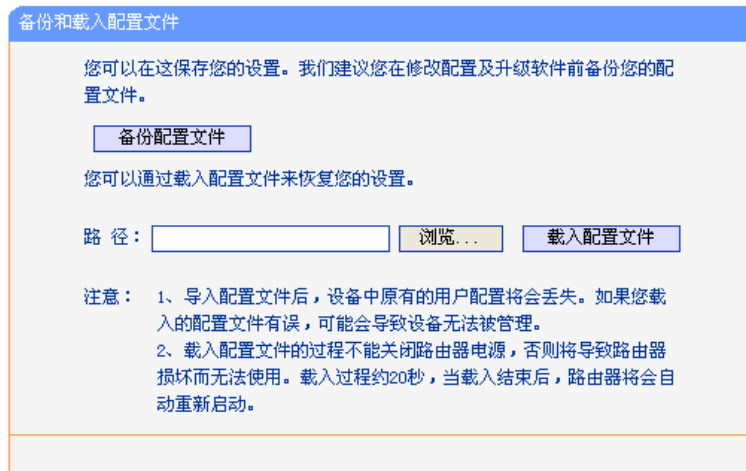 备份和载入配置文件
您可以在这保存您的设置。我们建议您在修改配置及升级软件前备份您的配
置文件。
备份配置文件
您可以通过载入配置文件来恢复您的设置。
路 径： 浏览... 载入配置文件
注意： 1、导入配置文件后，设备中原有的用户配置将会丢失。如果您载
入的配置文件有误，可能会导致设备无法被管理。
2、载入配置文件的过程不能关闭路由器电源，否则将导致路由器
损坏而无法使用。载入过程约20秒，当载入结束后，路由器将会自
动重新启动。